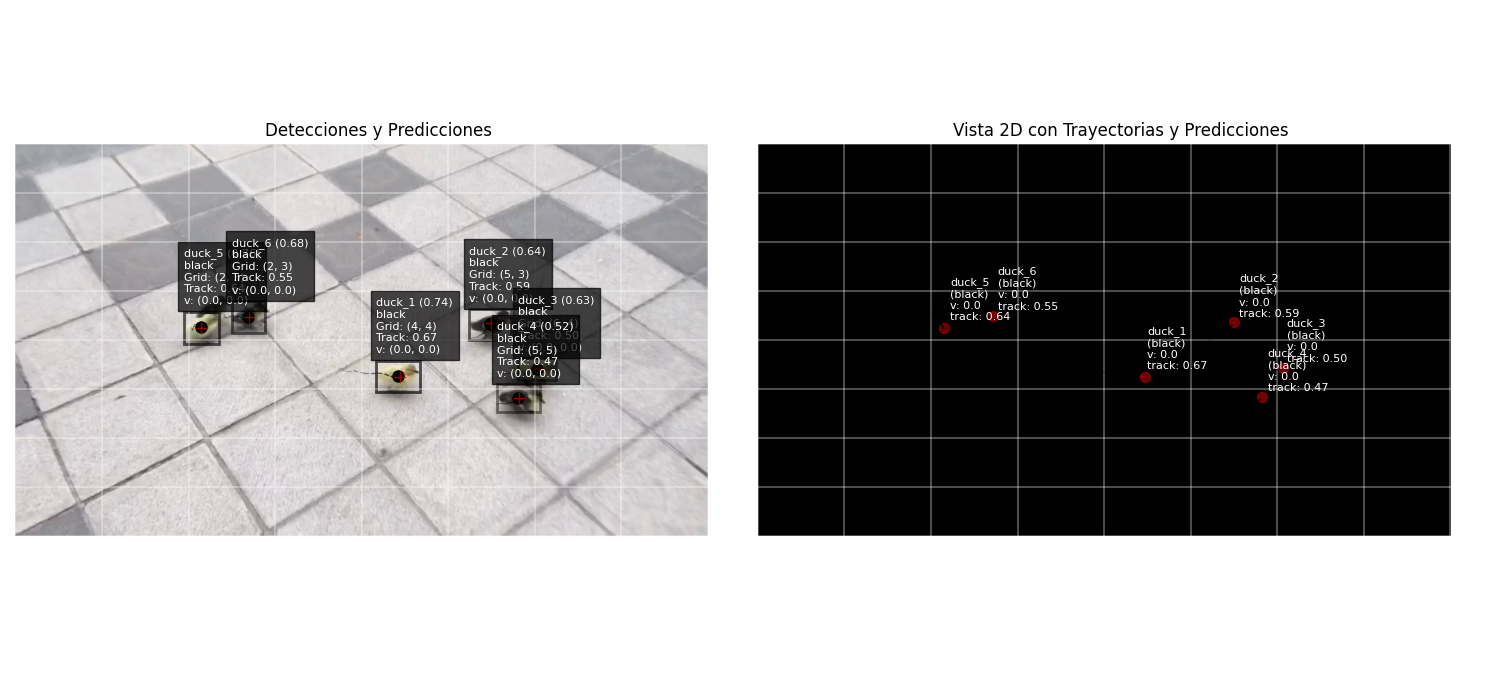 Detecciones y Predicciones
duck_5
black
Grid: (2
Track: 0
v: (0.0, 0.0)
duck_6 (0.68)
black
Grid: (2, 3)
Track: 0.55
v: (0.0, 0.0)
duck_2 (0.64)
black
Grid: (5, 3)
Track: 0.59
v: (0.0,
duck_3 (0.63)
black
duck_1 (0.74)
black
Grid: (4, 4)
Track: 0.67
v: (0.0, 0.0)
duck_4 (0.52)
black
Grid: (5, 5)
Track: 0.47
v: (0.0, 0.0)
Vista 2D con Trayectorias y Predicciones
duck_5
(black)
v: 0.0
track: 0.64
duck_6
(black)
v: 0.0
track: 0.55
duck_2
(black)
v: 0.0
track: 0.59
duck_1
(black)
v: 0.0
track: 0.67
duck_3
(black)
v: 0.0
track: 0.50
duck_4
(black)
v: 0.0
track: 0.47